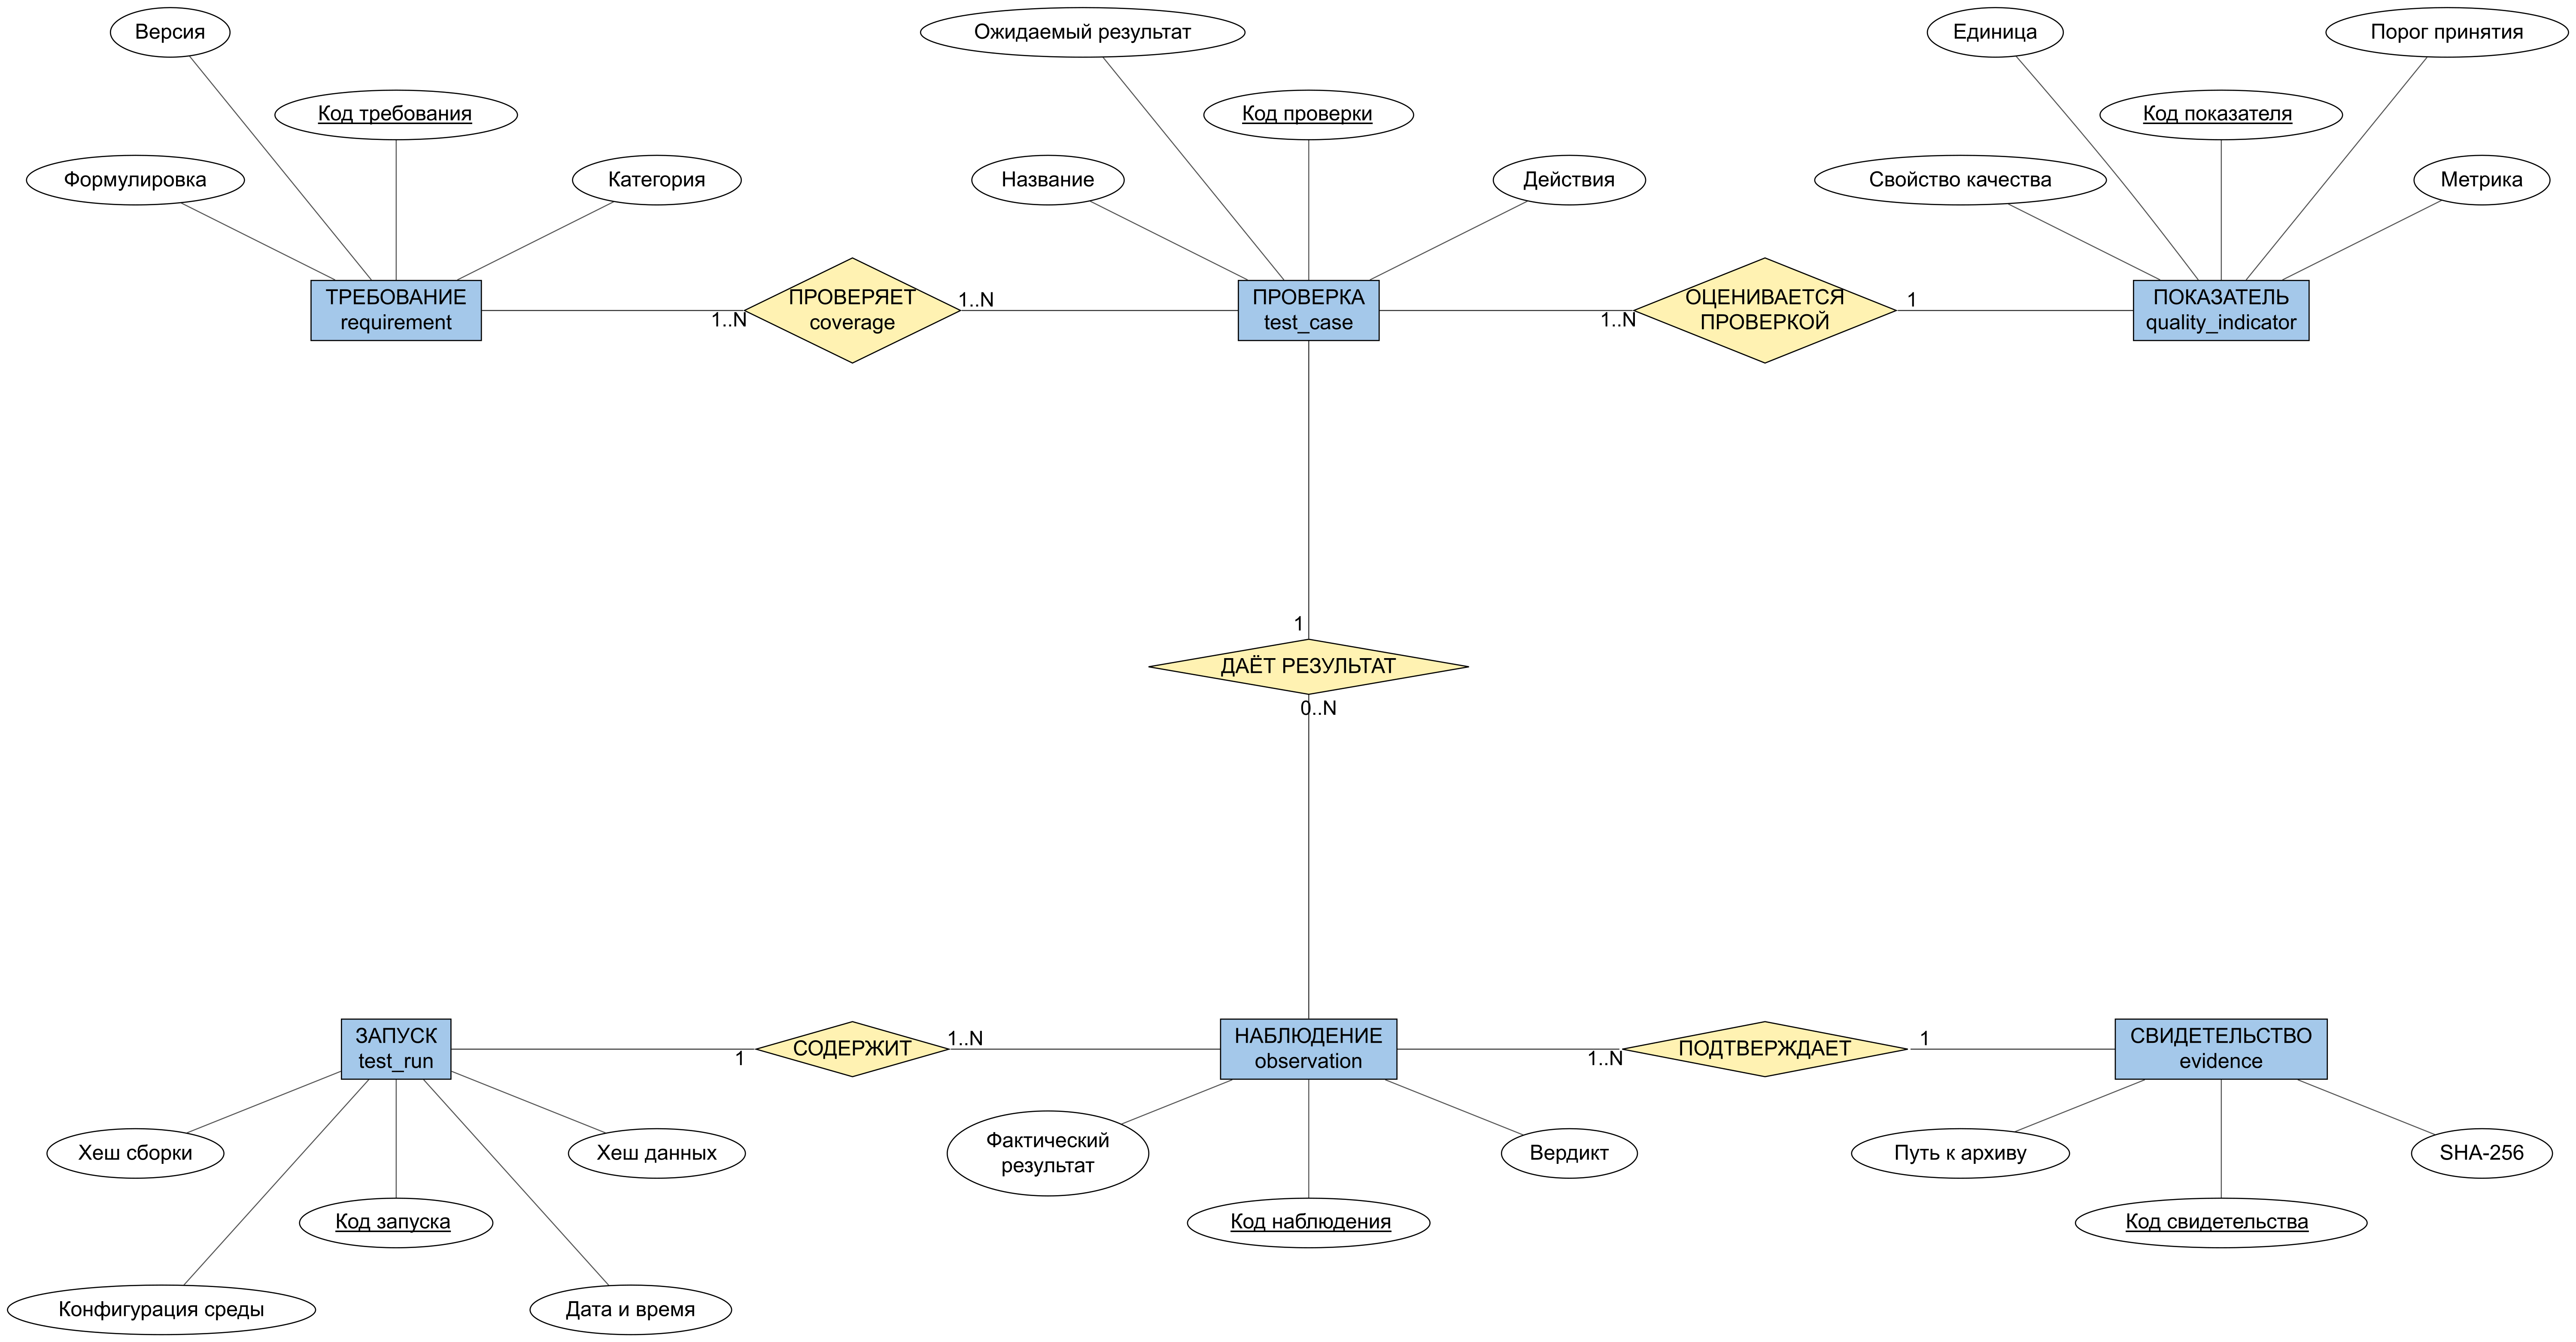 Версия
Ожидаемый результат
Единица
Порог принятия
Код требования
Код проверки
Код показателя
Формулировка
Категория
Название
Действия
Свойство качества
Метрика
ТРЕБОВАНИЕ
requirement
1..N
ПРОВЕРЯЕТ
coverage
1..N
ПРОВЕРКА
test_case
1..N
ОЦЕНИВАЕТСЯ
ПРОВЕРКОЙ
1
ПОКАЗАТЕЛЬ
quality_indicator
1
ДАЁТ РЕЗУЛЬТАТ
0..N
ЗАПУСК
test_run
1
СОДЕРЖИТ
1..N
НАБЛЮДЕНИЕ
observation
1..N
ПОДТВЕРЖДАЕТ
1
СВИДЕТЕЛЬСТВО
evidence
Хеш сборки
Хеш данных
Фактический
результат
Вердикт
Путь к архиву
SHA-256
Код запуска
Код наблюдения
Код свидетельства
Конфигурация среды
Дата и время